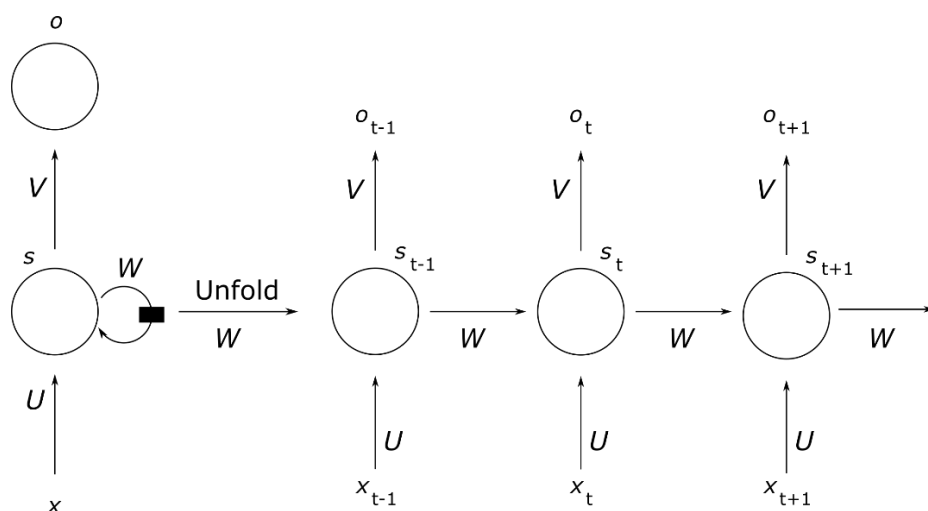 o
o t-1
o t
o t+1
V
V
V
V
s
s t-1
s t
s t+1
W
Unfold
W
W
W
W
U
U
U
U
x
x t-1
x t
x t+1